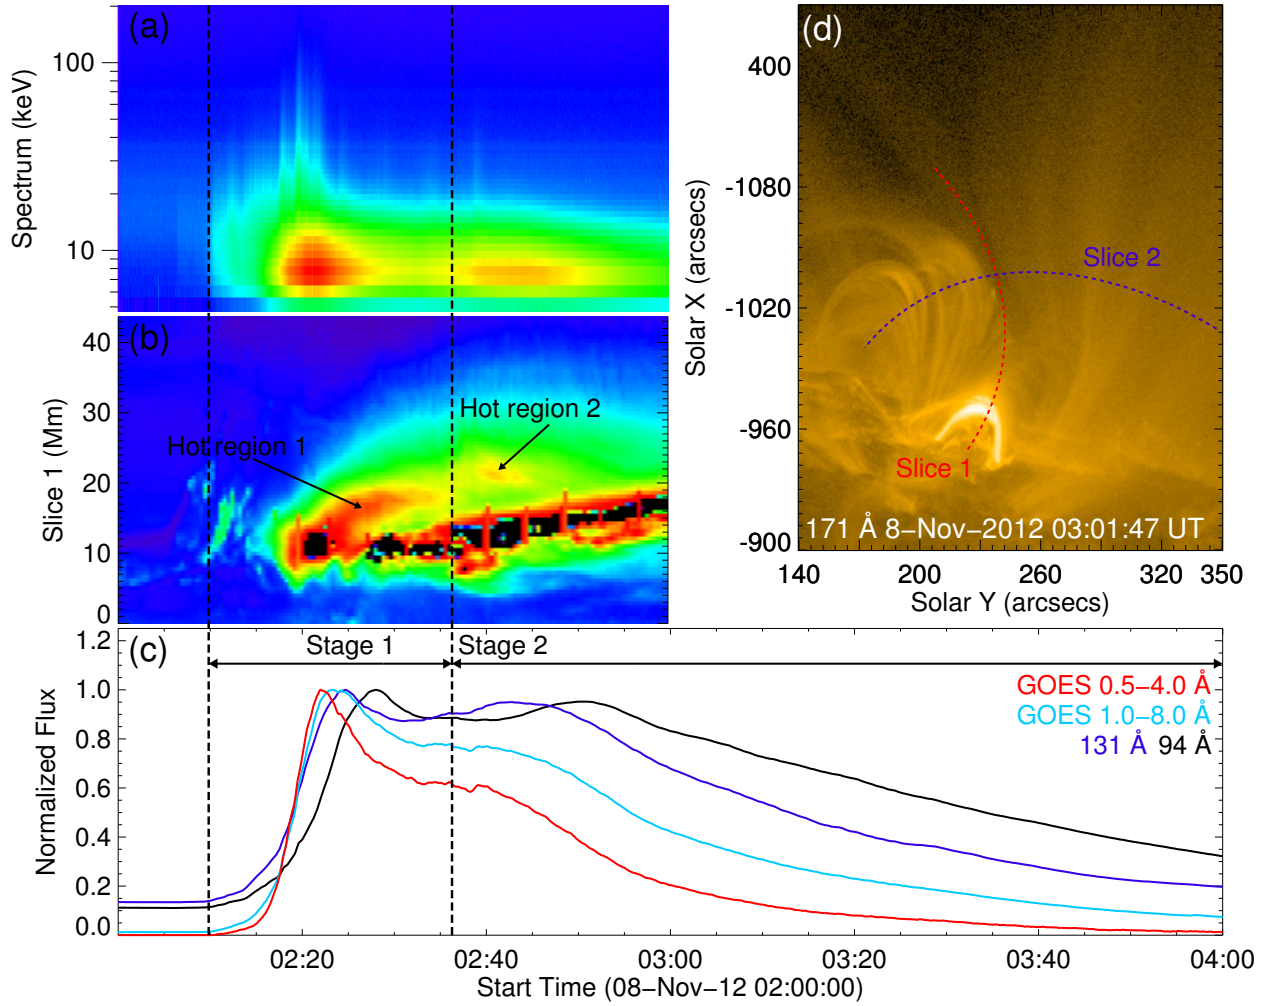 (a)
Spectrum (keV)
100
10
(b)
Slice 1 (Mm)
40
30
20
10
0
Hot region 1
Hot region 2
(d)
Solar X (arcsecs)
400
-1080
-1020
-960
-900
Slice 2
Slice 1
171 Å 8-Nov-2012 03:01:47 UT
140 200 260 320 350
Solar Y (arcsecs)
(c)
Stage 1 Stage 2
Normalized Flux
1.2
1.0
0.8
0.6
0.4
0.2
0.0
GOES 0.5-4.0 Å
GOES 1.0-8.0 Å
131 Å 94 Å
02:20 02:40 03:00 03:20 03:40 04:00
Start Time (08-Nov-12 02:00:00)